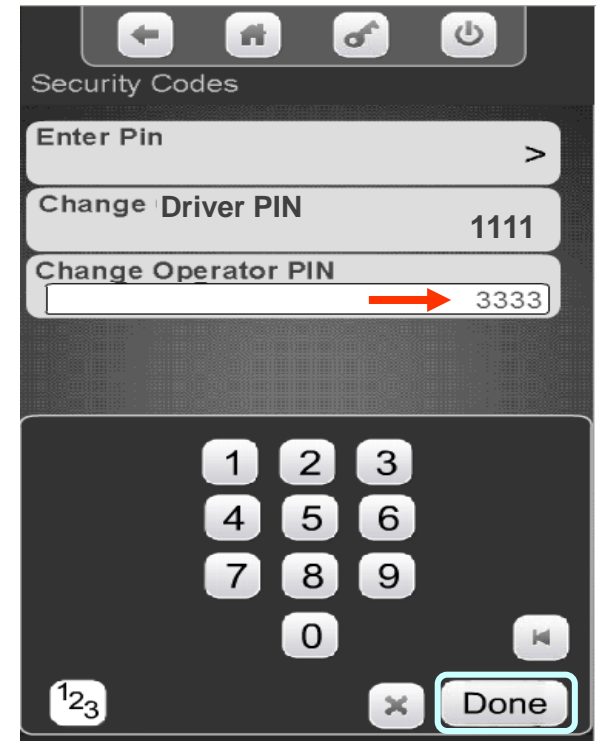 Security Codes
Enter Pin
>
Change Driver PIN
1111
Change Operator PIN
3333
1 2 3
4 5 6
7 8 9
0
123
Done